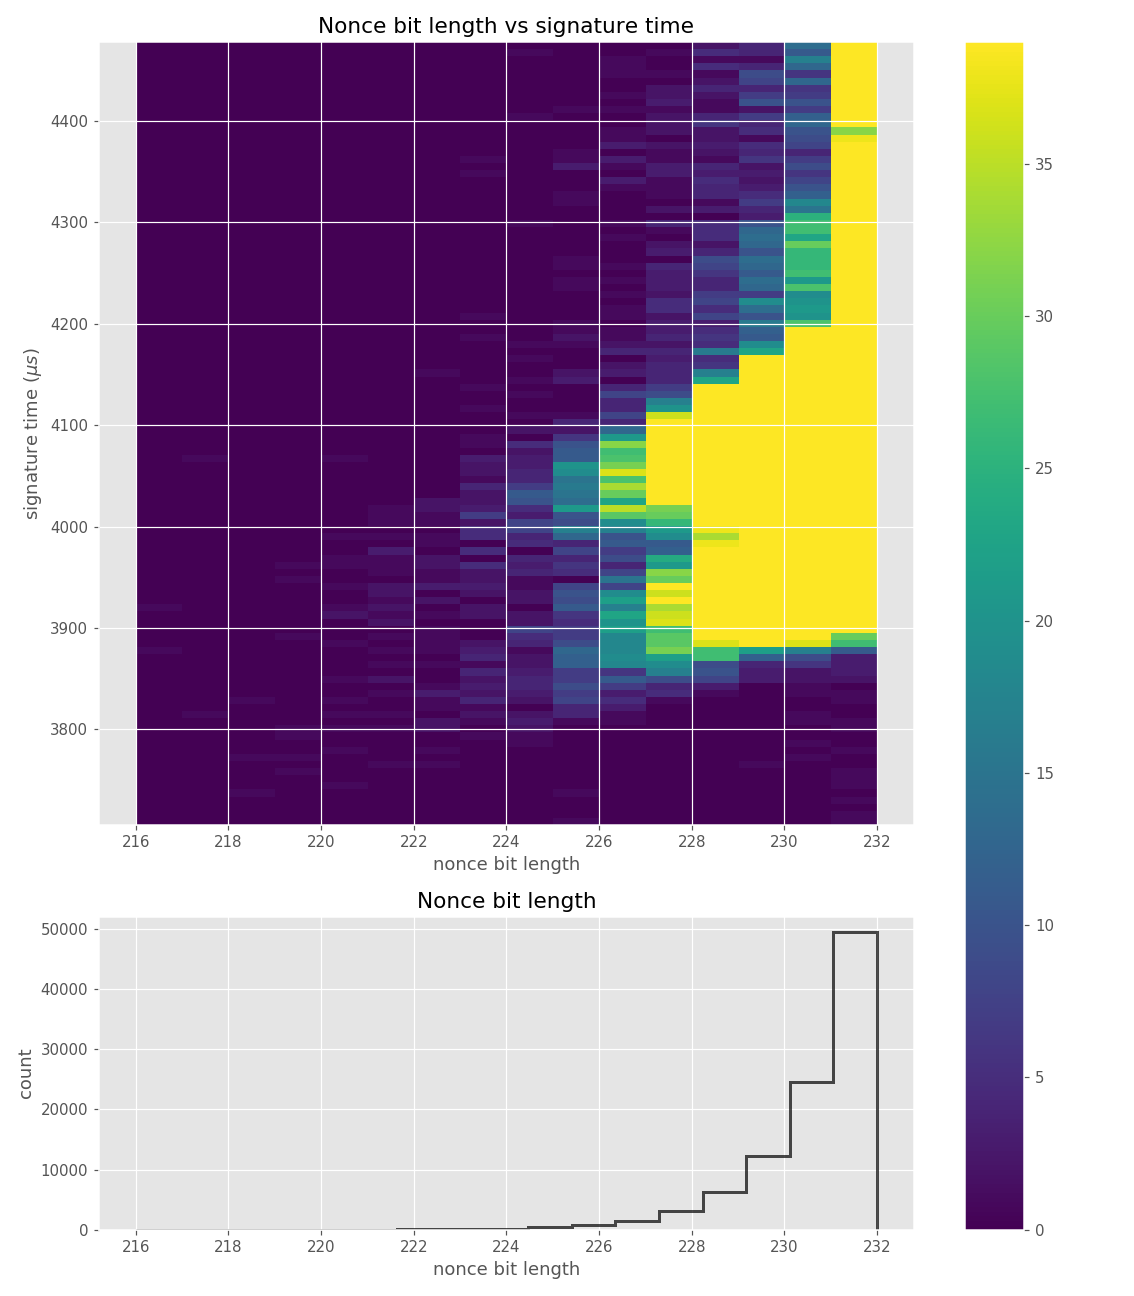 Nonce bit length vs signature time
signature time (μs)
4400
4300
4200
4100
4000
3900
3800
216 218 220 222 224 226 228 230 232
nonce bit length
35
30
25
20
15
10
5
0
Nonce bit length
count
50000
40000
30000
20000
10000
0
216 218 220 222 224 226 228 230 232
nonce bit length